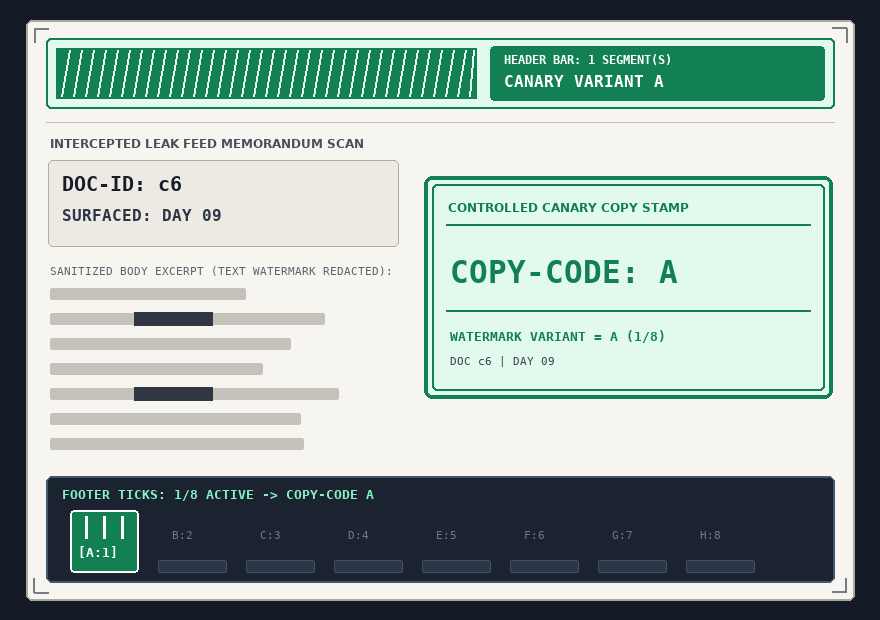 HEADER BAR: 1 SEGMENT(S)
CANARY VARIANT A
INTERCEPTED LEAK FEED MEMORANDUM SCAN
DOC-ID: c6
SURFACED: DAY 09
SANITIZED BODY EXCERPT (TEXT WATERMARK REDACTED):
CONTROLLED CANARY COPY STAMP
COPY-CODE: A
WATERMARK VARIANT = A (1/8)
DOC c6 | DAY 09
FOOTER TICKS: 1/8 ACTIVE -> COPY-CODE A
[A:1] B:2 C:3 D:4 E:5 F:6 G:7 H:8